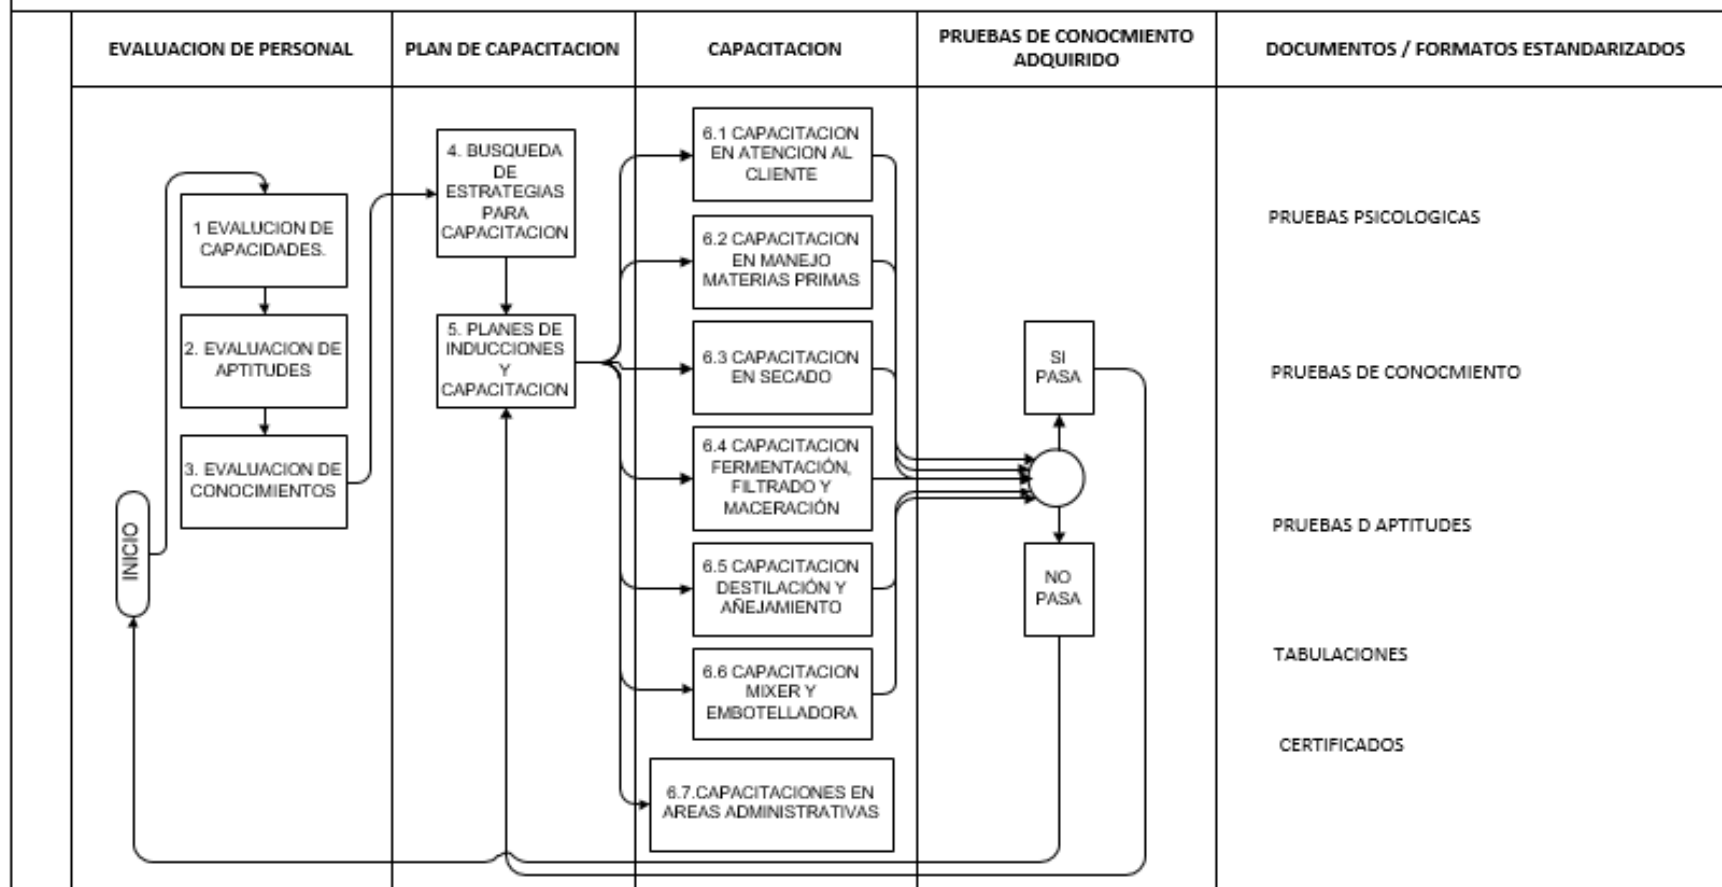 EVALUACION DE PERSONAL
PLAN DE CAPACITACION
CAPACITACION
PRUEBAS DE CONOCMIENTO
ADQUIRIDO
DOCUMENTOS / FORMATOS ESTANDARIZADOS
INICIO
1 EVALUCION DE
CAPACIDADES.
2. EVALUACION DE
APTITUDES
3. EVALUACION DE
CONOCIMIENTOS
4. BUSQUEDA
DE
ESTRATEGIAS
PARA
CAPACITACION
5. PLANES DE
INDUCCIONES
Y
CAPACITACION
6.1 CAPACITACION
EN ATENCION AL
CLIENTE
6.2 CAPACITACION
EN MANEJO
MATERIAS PRIMAS
6.3 CAPACITACION
EN SECADO
6.4 CAPACITACION
FERMENTACIÓN,
FILTRADO Y
MACERACIÓN
6.5 CAPACITACION
DESTILACIÓN Y
AÑEJAMIENTO
6.6 CAPACITACION
MIXER Y
EMBOTELLADORA
6.7.CAPACITACIONES EN
AREAS ADMINISTRATIVAS
SI
PASA
NO
PASA
PRUEBAS PSICOLOGICAS
PRUEBAS DE CONOCMIENTO
PRUEBAS D APTITUDES
TABULACIONES
CERTIFICADOS